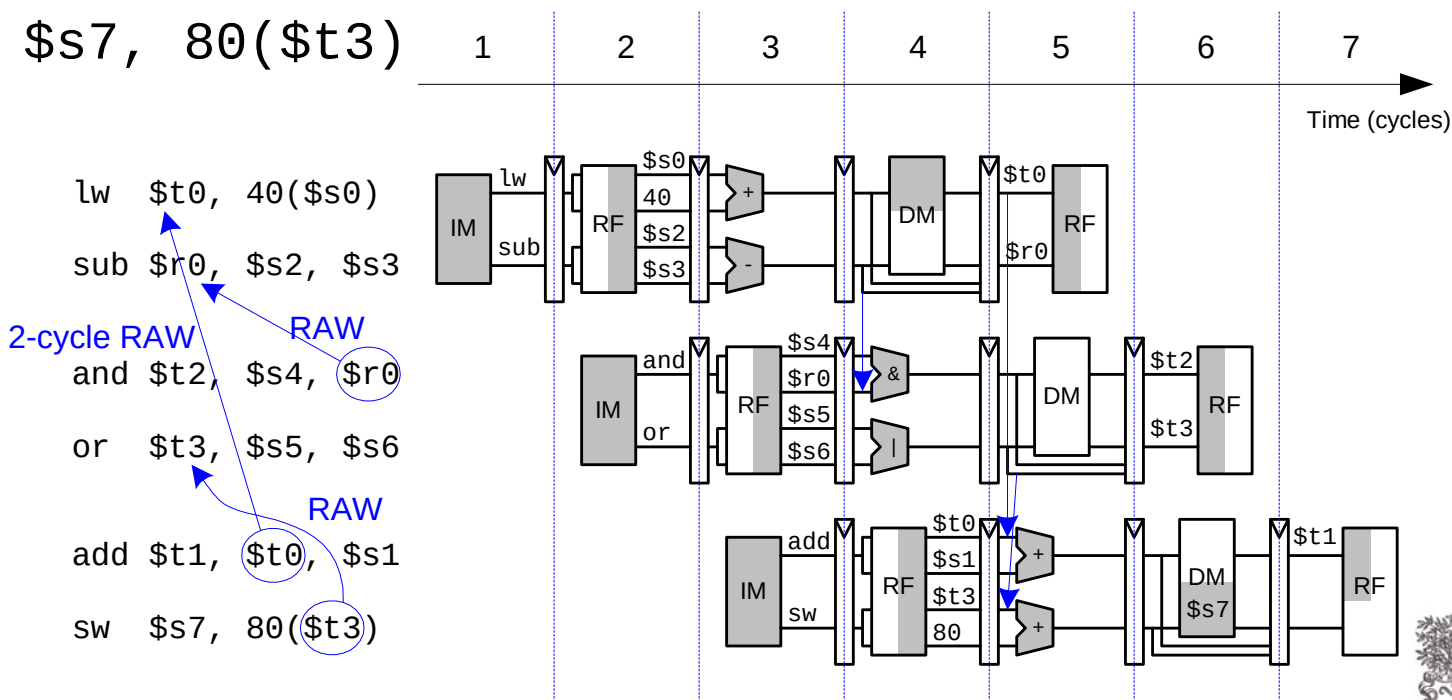 $s7, 80($t3)
1 2 3 4 5 6 7
Time (cycles)
lw $t0, 40($s0)
sub $r0, $s2, $s3
2-cycle RAW
RAW
and $t2, $s4, $r0
or $t3, $s5, $s6
RAW
add $t1, $t0, $s1
sw $s7, 80($t3)
IM
lw
sub
RF
$s0
40
$s2
$s3
+
-
DM
$t0
$r0
RF
IM
and
or
RF
$s4
$r0
$s5
$s6
&
|
DM
$t2
$t3
RF
IM
add
sw
RF
$t0
$s1
$t3
80
+
+
DM
$s7
$t1
RF